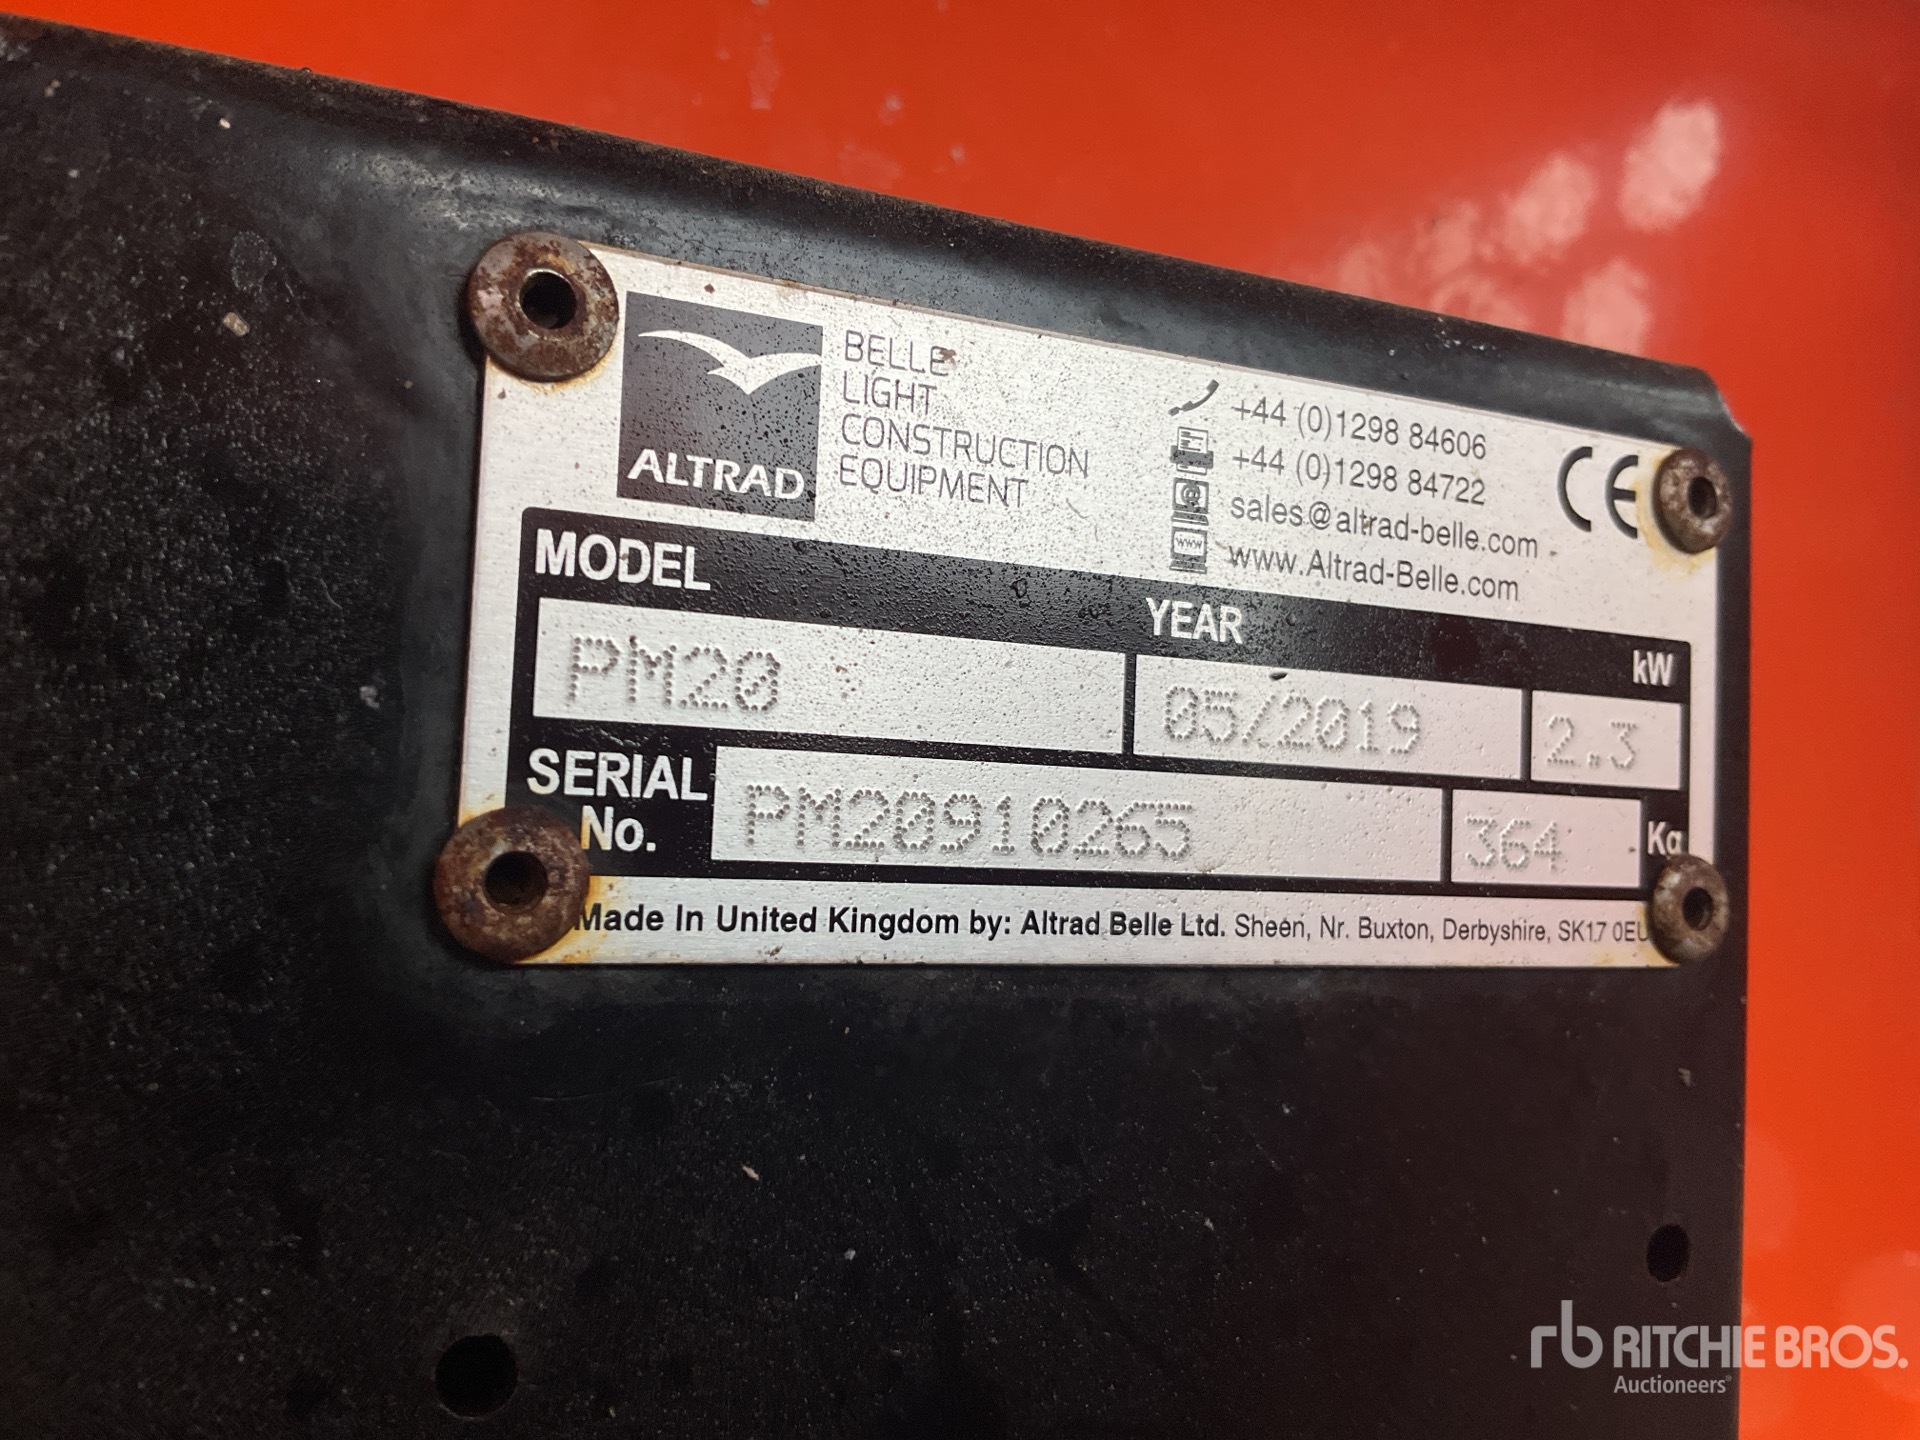 ALTRAD
BELLE
LIGHT
CONSTRUCTION
EQUIPMENT
+44 (0)1298 84606
+44 (0)1298 84722
sales@altrad-belle.com
www
www.Altrad-Belle.com
CE
MODEL
YEAR
kW
PM20
05/2019
2.3
SERIAL
No.
PM20910265
364
Kg
Made In United Kingdom by: Altrad Belle Ltd. Sheen, Nr. Buxton, Derbyshire, SK17 0EU
rb RITCHIE BROS.
Auctioneers